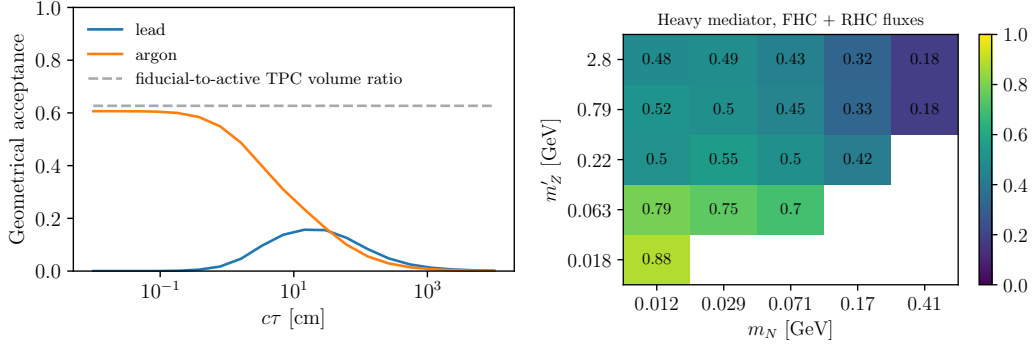 1.0
0.8
0.6
0.4
0.2
0.0
Geometrical acceptance
lead
argon
fiducial-to-active TPC volume ratio
10⁻¹
10¹
10³
cτ [cm]
Heavy mediator, FHC + RHC fluxes
2.8
0.79
0.22
0.063
0.018
m′_Z [GeV]
0.48 0.49 0.43 0.32 0.18
0.52 0.5 0.45 0.33 0.18
0.5 0.55 0.5 0.42
0.79 0.75 0.7
0.88
0.012 0.029 0.071 0.17 0.41
m_N [GeV]
1.0
0.8
0.6
0.4
0.2
0.0